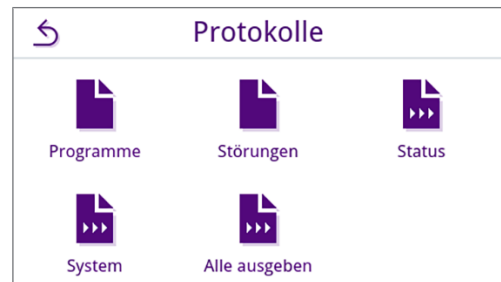 Protokolle
Programme
Störungen
Status
System
Alle ausgeben